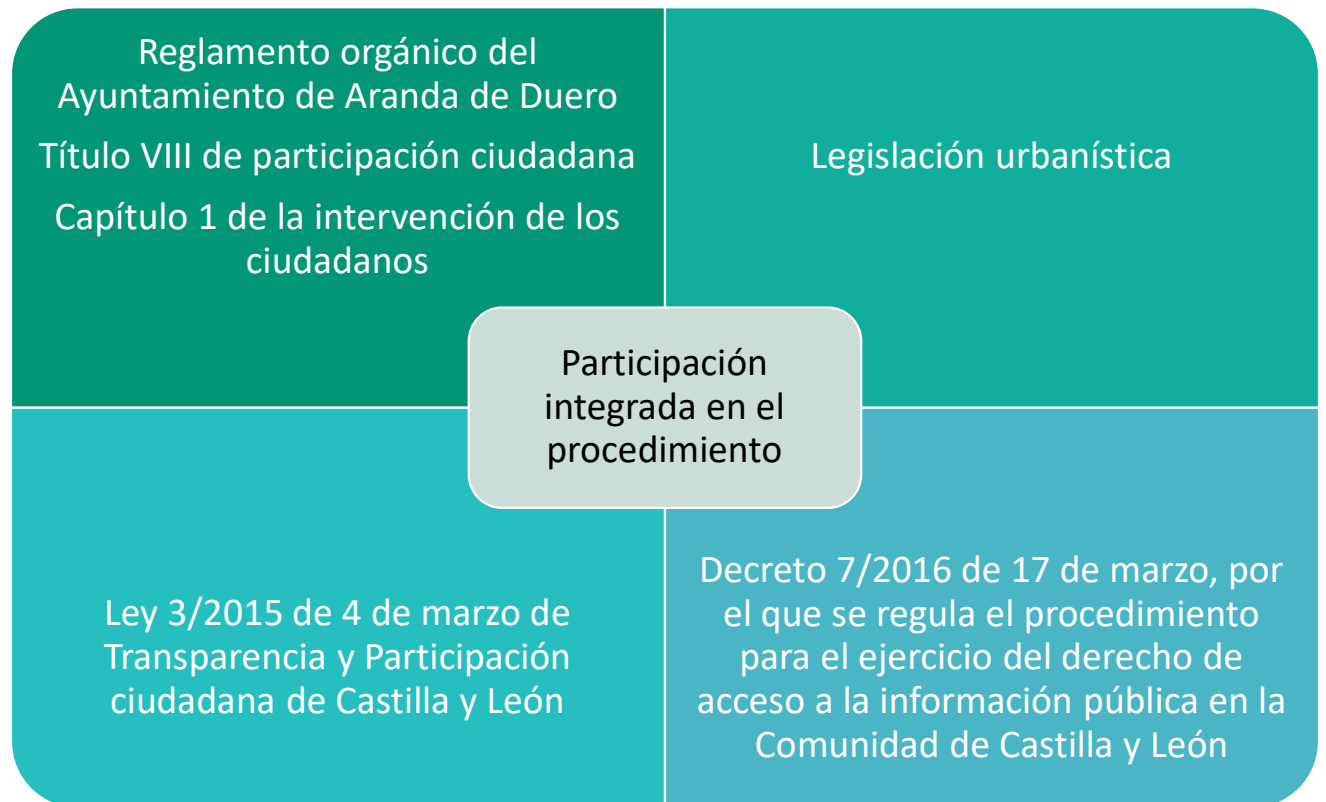 Reglamento orgánico del
Ayuntamiento de Aranda de Duero
Título VIII de participación ciudadana
Capítulo 1 de la intervención de los
ciudadanos
Legislación urbanística
Participación
integrada en el
procedimiento
Ley 3/2015 de 4 de marzo de
Transparencia y Participación
ciudadana de Castilla y León
Decreto 7/2016 de 17 de marzo, por
el que se regula el procedimiento
para el ejercicio del derecho de
acceso a la información pública en la
Comunidad de Castilla y León